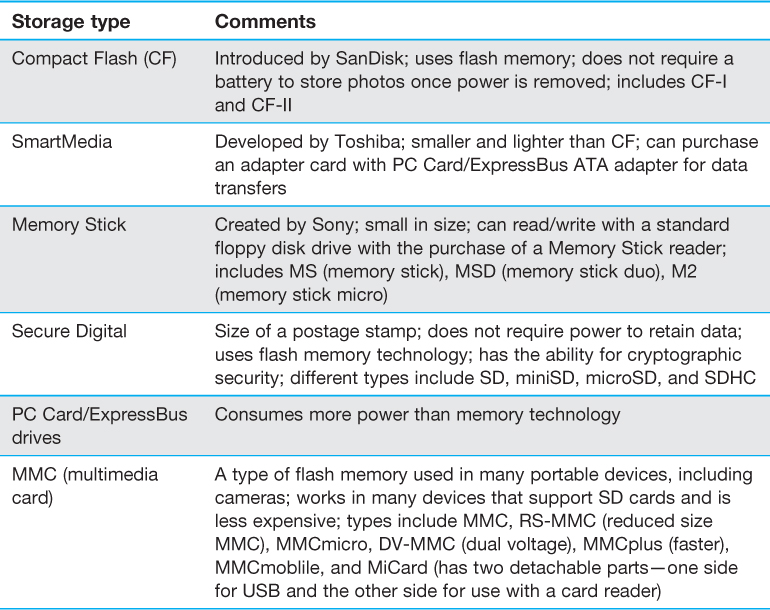 Storage type Comments
Compact Flash (CF) Introduced by SanDisk; uses flash memory; does not require a
battery to store photos once power is removed; includes CF-I
and CF-II
SmartMedia Developed by Toshiba; smaller and lighter than CF; can purchase
an adapter card with PC Card/ExpressBus ATA adapter for data
transfers
Memory Stick Created by Sony; small in size; can read/write with a standard
floppy disk drive with the purchase of a Memory Stick reader;
includes MS (memory stick), MSD (memory stick duo), M2
(memory stick micro)
Secure Digital Size of a postage stamp; does not require power to retain data;
uses flash memory technology; has the ability for cryptographic
security; different types include SD, miniSD, microSD, and SDHC
PC Card/ExpressBus Consumes more power than memory technology
drives
MMC (multimedia A type of flash memory used in many portable devices, including
card) cameras; works in many devices that support SD cards and is
less expensive; types include MMC, RS-MMC (reduced size
MMC), MMCmicro, DV-MMC (dual voltage), MMCplus (faster),
MMCmoblile, and MiCard (has two detachable parts—one side
for USB and the other side for use with a card reader)